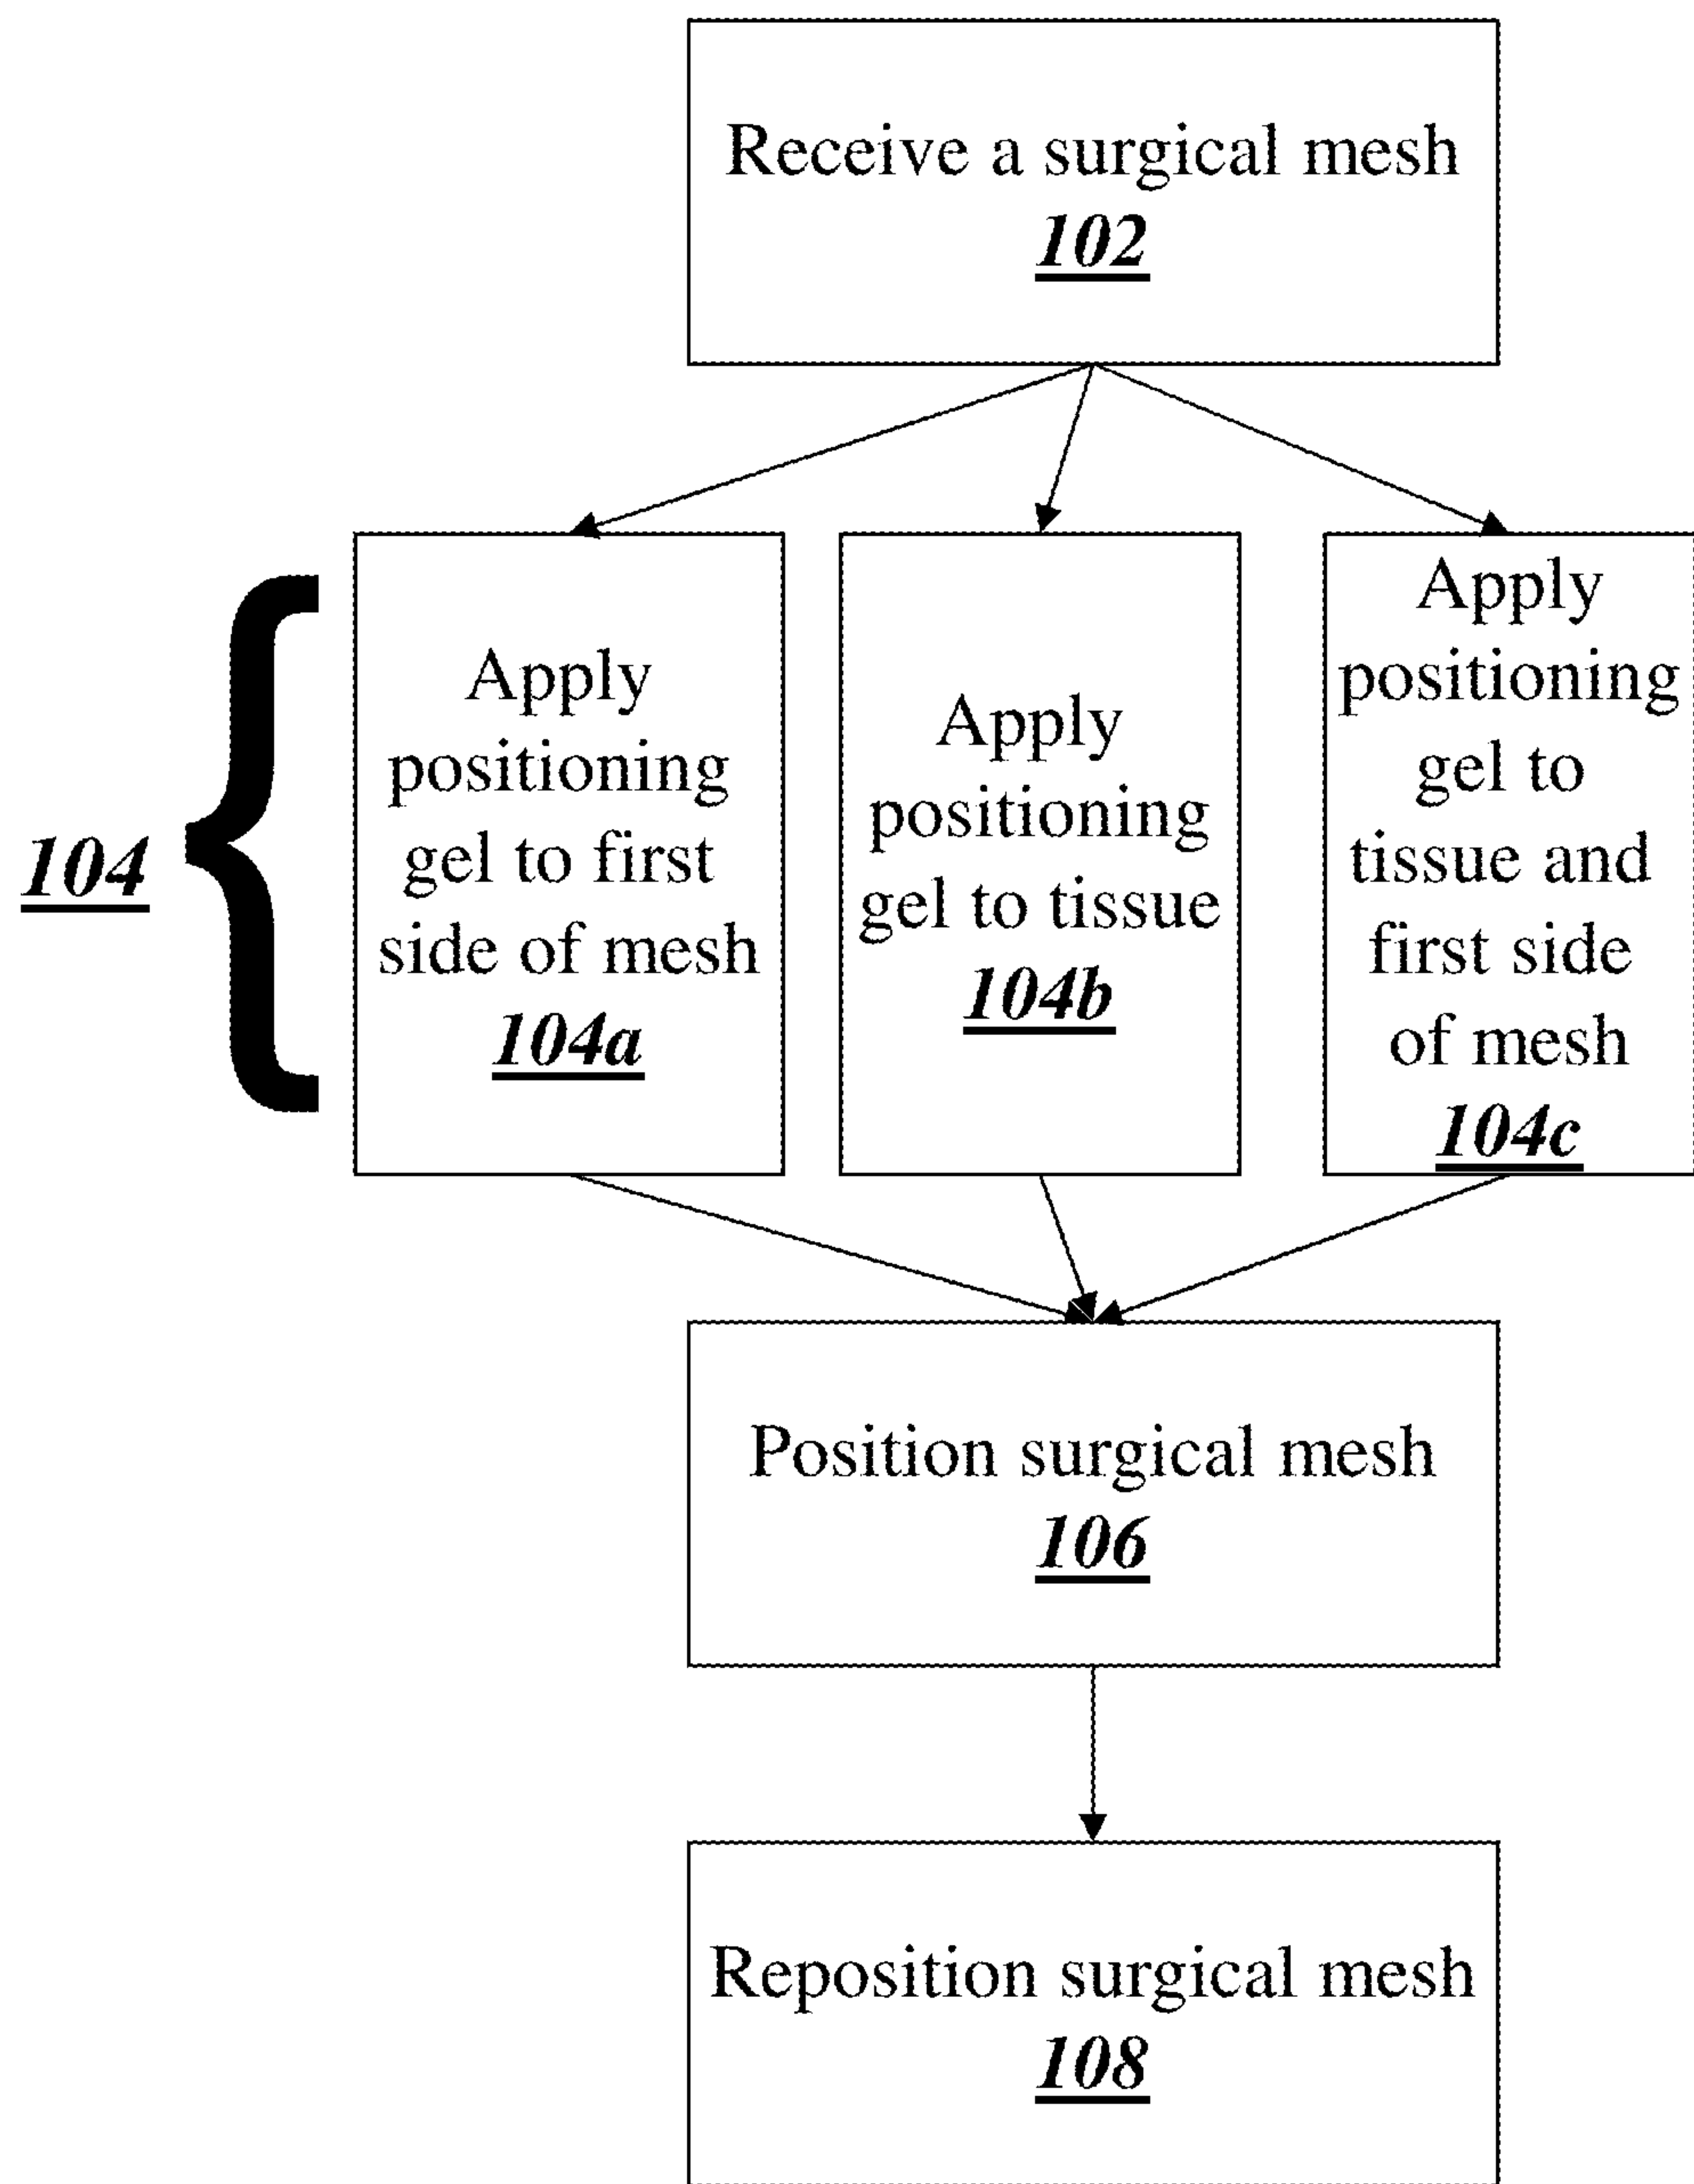 Receive a surgical mesh
102
104
Apply
positioning
gel to first
side of mesh
104a
Apply
positioning
gel to tissue
104b
Apply
positioning
gel to
tissue and
first side
of mesh
104c
Position surgical mesh
106
Reposition surgical mesh
108